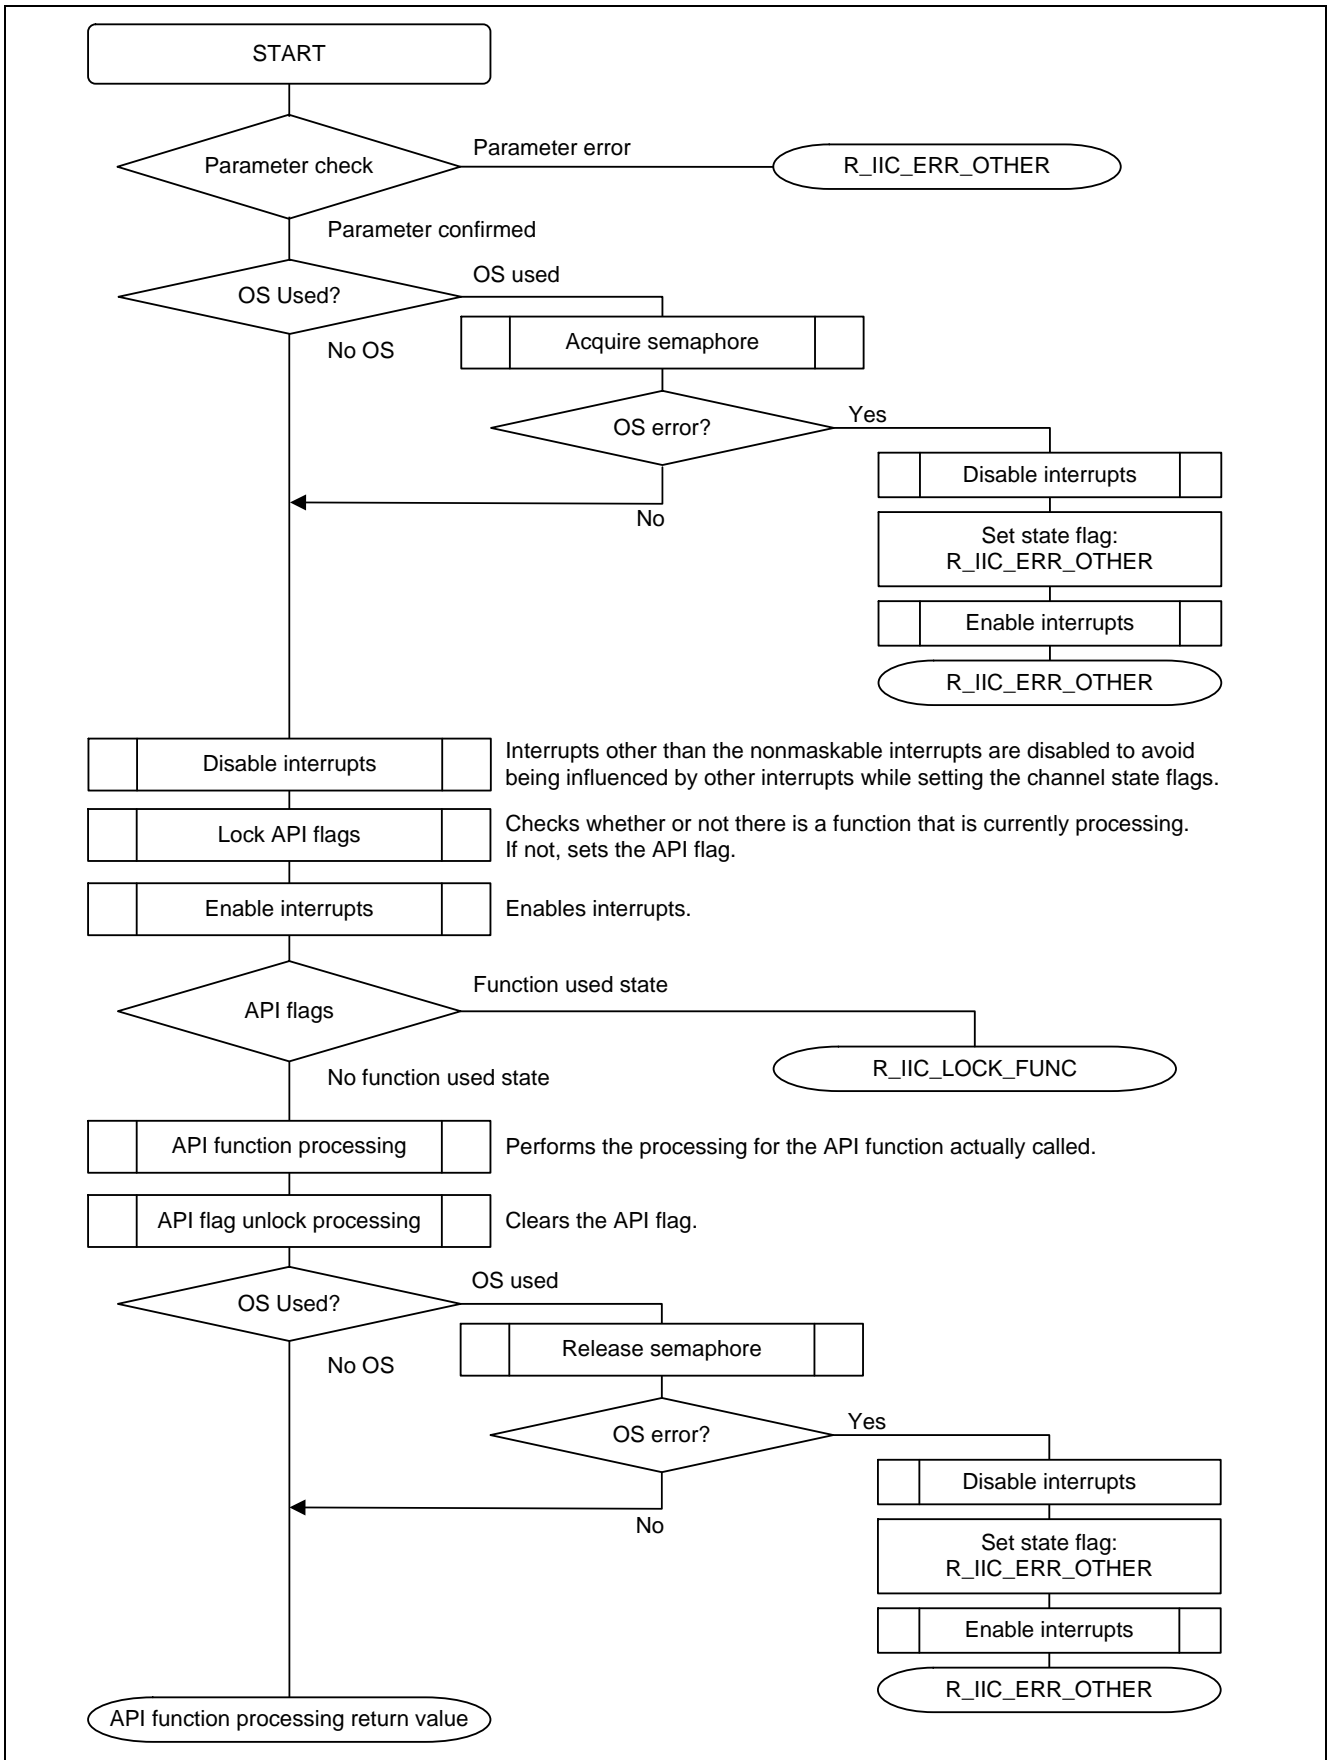 START
Parameter check
Parameter error
R_IIC_ERR_OTHER
Parameter confirmed
OS Used?
OS used
No OS
Acquire semaphore
OS error?
Yes
No
Disable interrupts
Set state flag:
R_IIC_ERR_OTHER
Enable interrupts
R_IIC_ERR_OTHER
Disable interrupts
Interrupts other than the nonmaskable interrupts are disabled to avoid
being influenced by other interrupts while setting the channel state flags.
Lock API flags
Checks whether or not there is a function that is currently processing.
If not, sets the API flag.
Enable interrupts
Enables interrupts.
API flags
Function used state
R_IIC_LOCK_FUNC
No function used state
API function processing
Performs the processing for the API function actually called.
API flag unlock processing
Clears the API flag.
OS Used?
OS used
No OS
Release semaphore
OS error?
Yes
No
Disable interrupts
Set state flag:
R_IIC_ERR_OTHER
Enable interrupts
R_IIC_ERR_OTHER
API function processing return value